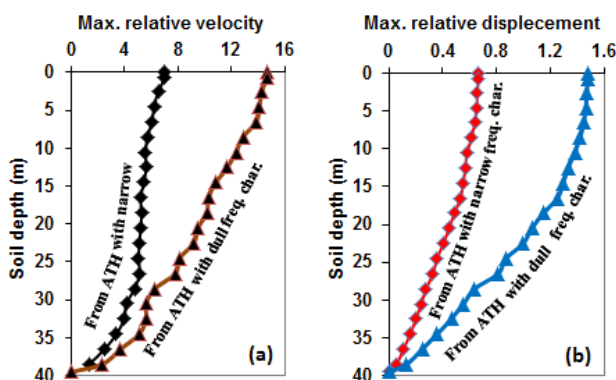 Max. relative velocity
0 4 8 12 16
0
5
10
15
20
25
30
35
40
Soil depth (m)
From ATH with narrow
From ATH with dull freq. char.
(a)
Max. relative displecement
0 0.4 0.8 1.2 1.6
0
5
10
15
20
25
30
35
40
Soil depth (m)
From ATH with narrow freq. char.
From ATH with dull freq. char.
(b)